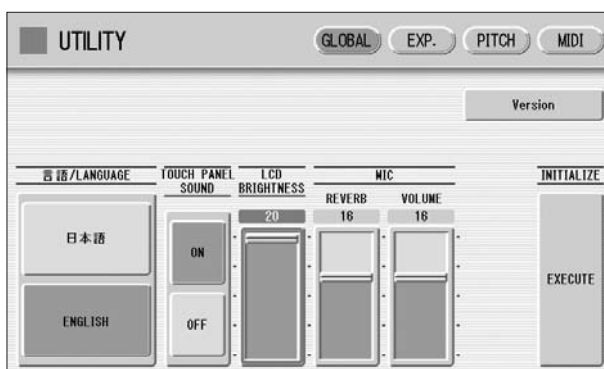 UTILITY
GLOBAL
EXP.
PITCH
MIDI
Version
言語/LANGUAGE
TOUCH PANEL
SOUND
LCD
BRIGHTNESS
MIC
INITIALIZE
REVERB
VOLUME
20
16
16
日本語
ENGLISH
ON
OFF
EXECUTE